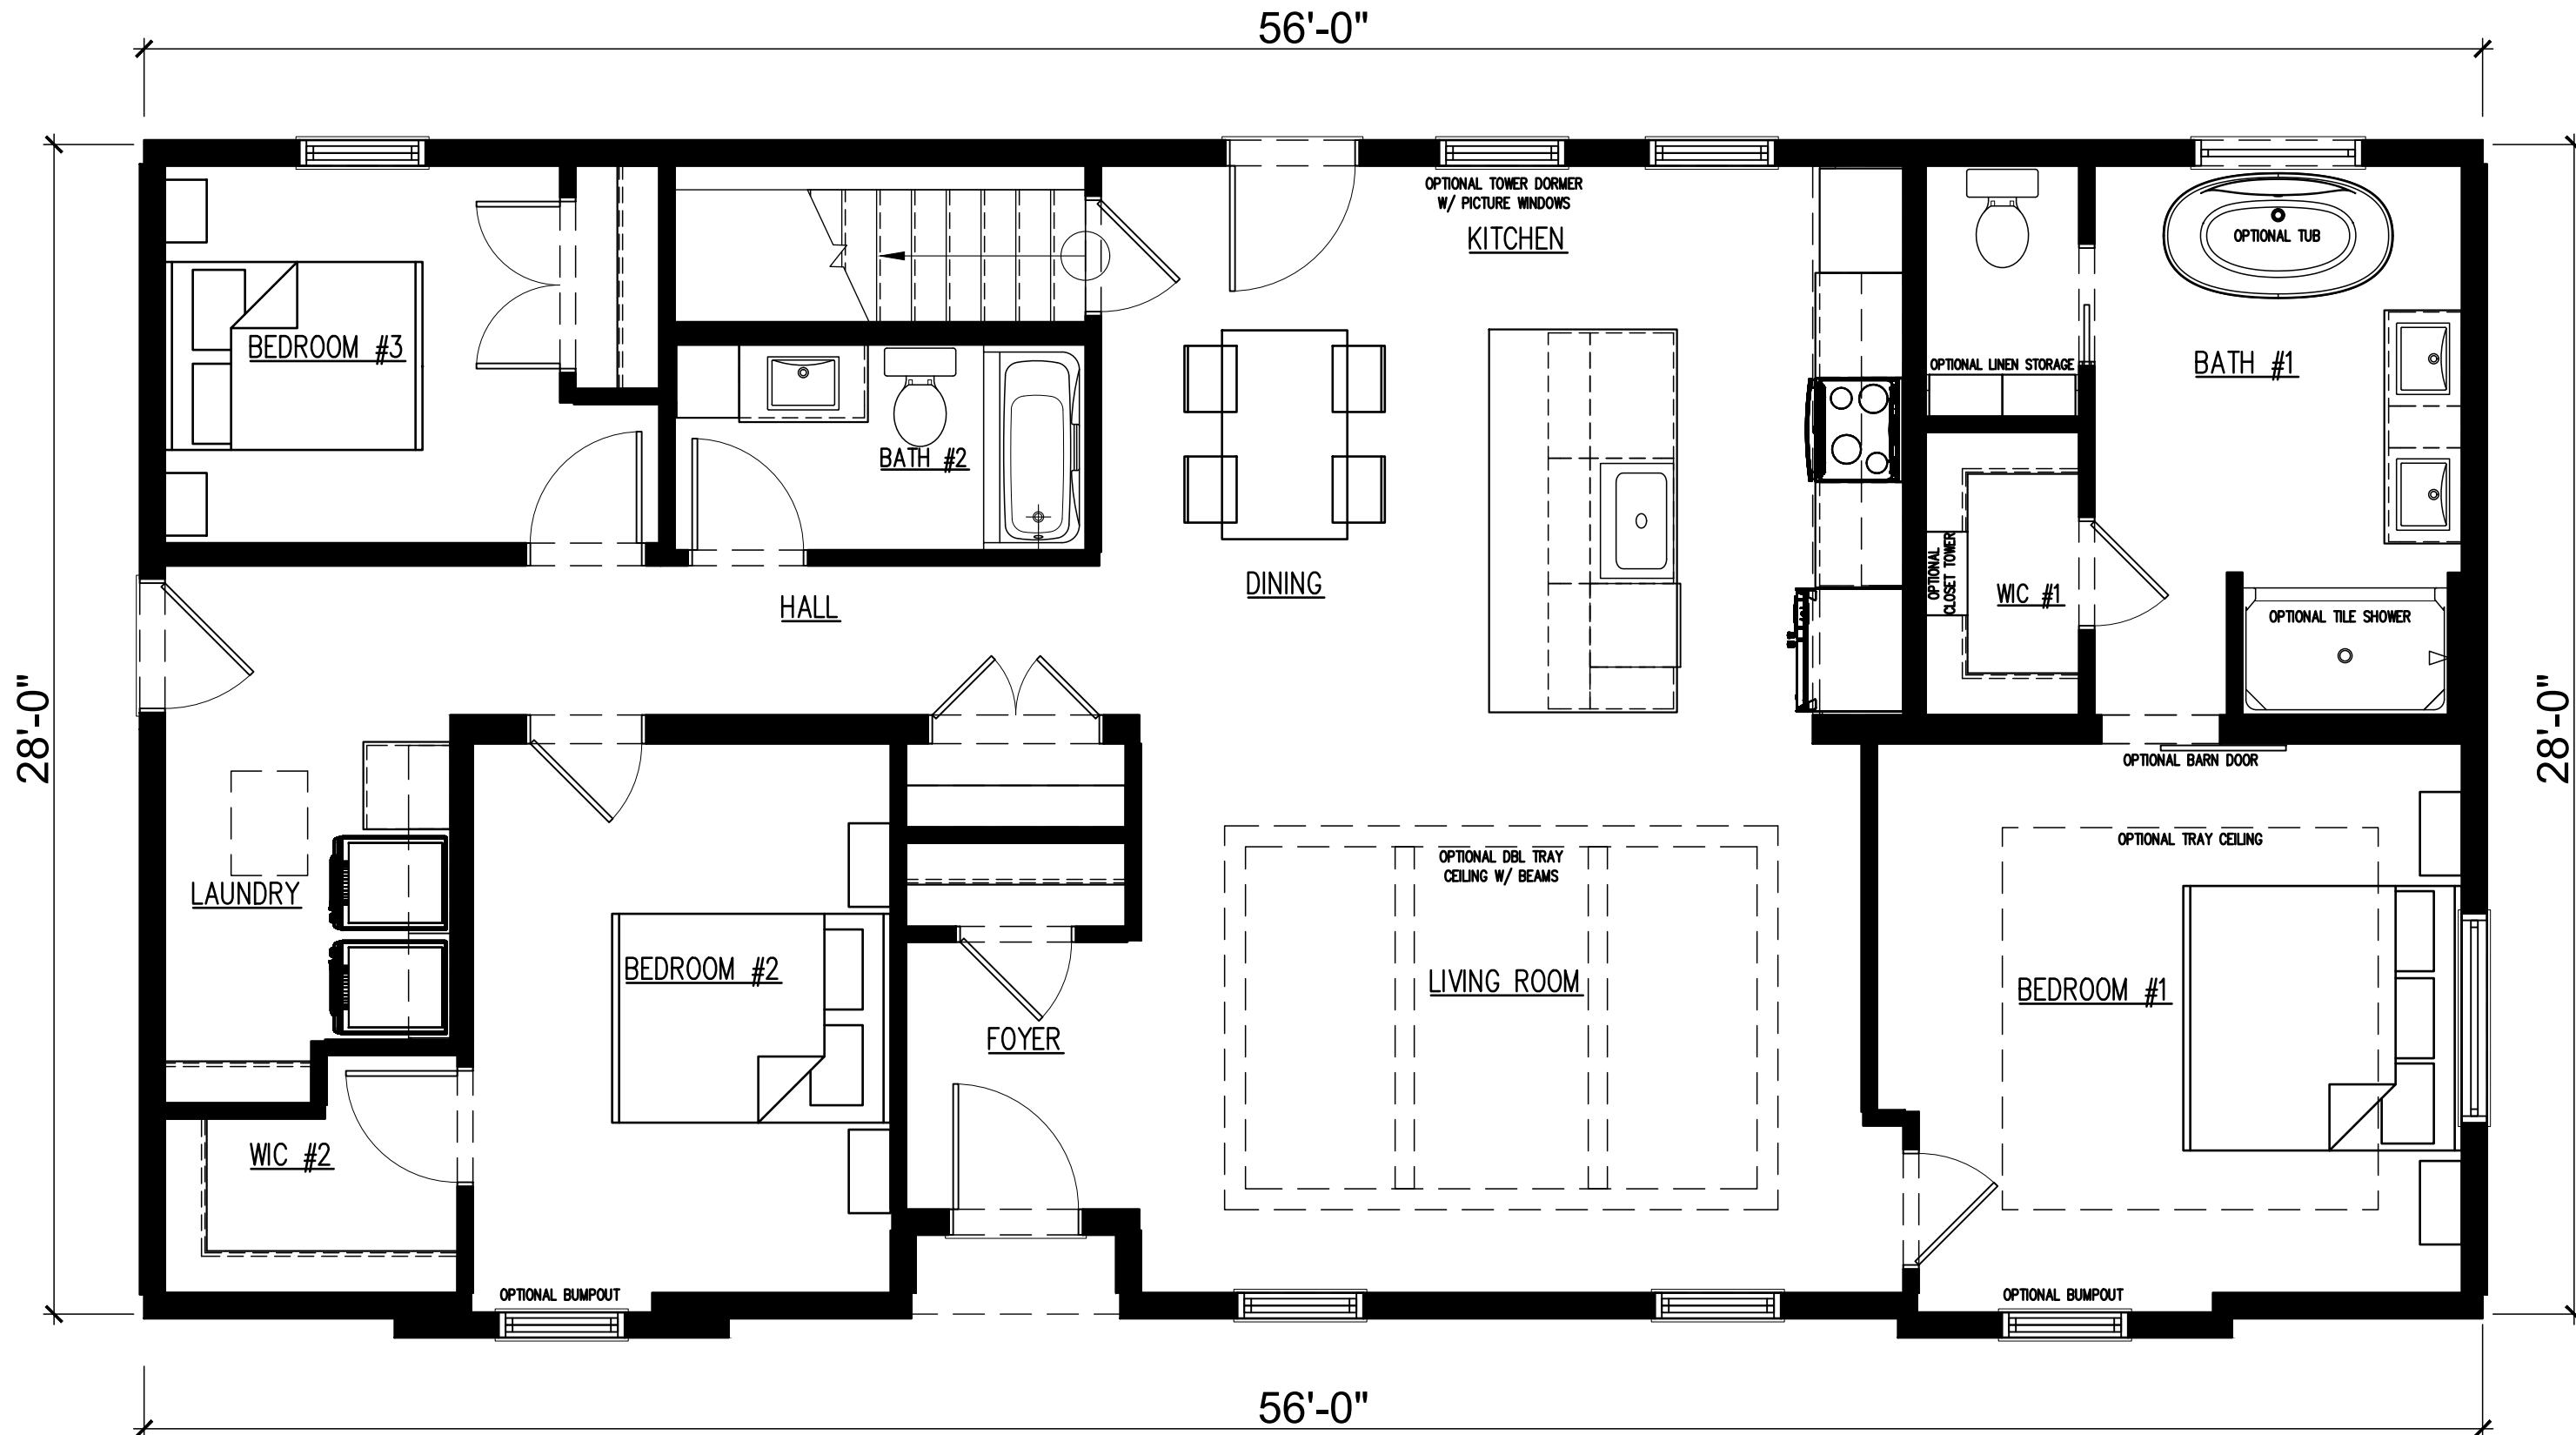 56'-0"
OPTIONAL TOWER DORMER
W/ PICTURE WINDOWS
KITCHEN
OPTIONAL TUB
BEDROOM #3
OPTIONAL LINEN STORAGE
BATH #1
BATH #2
DINING
HALL
OPTIONAL
CLOSET TOWER
WIC #1
OPTIONAL TILE SHOWER
28'-0"
28'-0"
OPTIONAL BARN DOOR
OPTIONAL TRAY CEILING
OPTIONAL DBL TRAY
CEILING W/ BEAMS
LAUNDRY
BEDROOM #2
LIVING ROOM
BEDROOM #1
FOYER
WIC #2
OPTIONAL BUMPOUT
OPTIONAL BUMPOUT
56'-0"